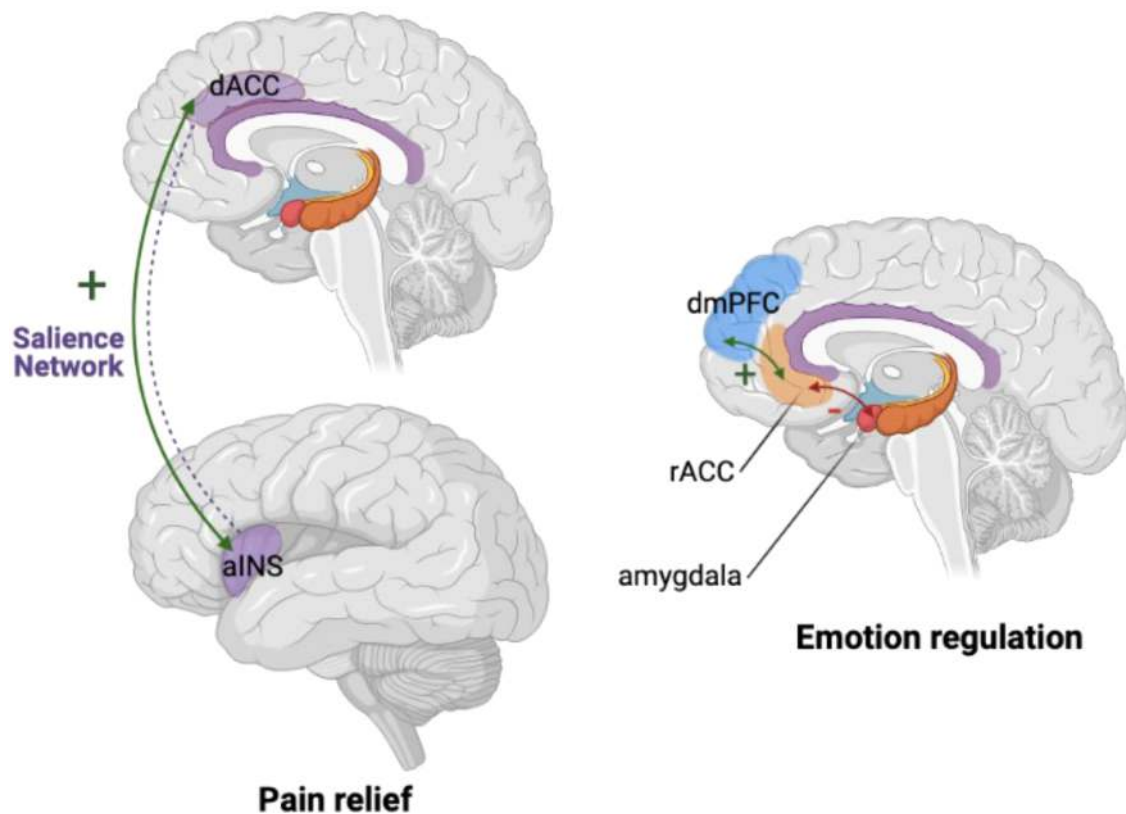 dACC
+
Salience
Network
aINS
Pain relief
dmPFC
+
-
rACC
amygdala
Emotion regulation